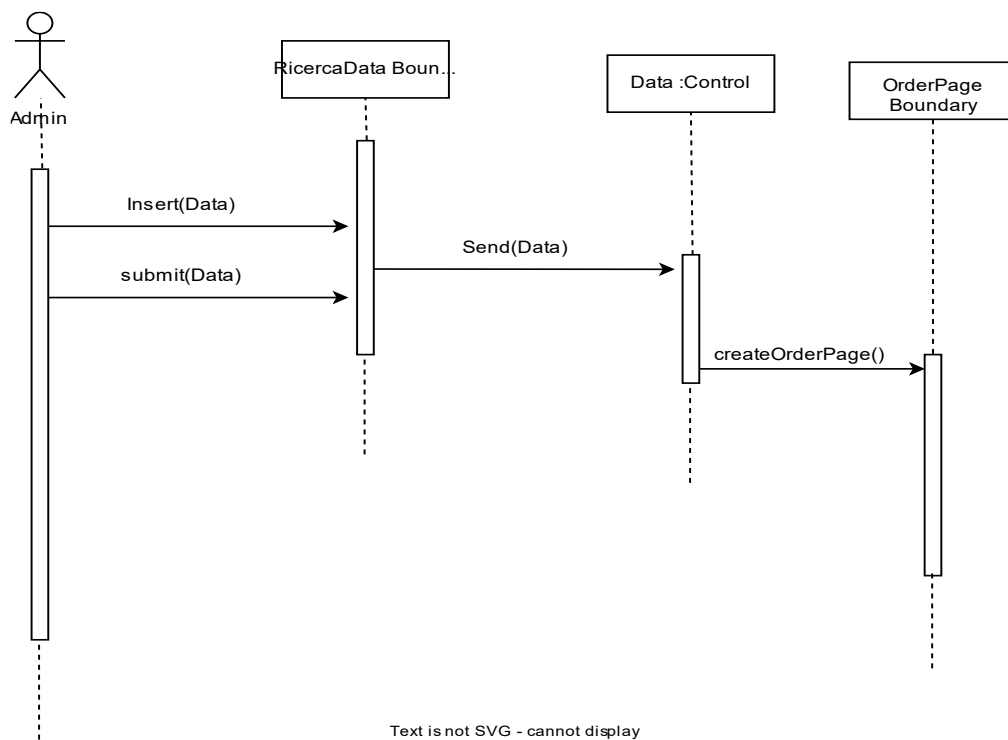 Admin
RicercaData Boun...
Data :Control
OrderPage
Boundary
Insert(Data)
Send(Data)
submit(Data)
createOrderPage()
Text is not SVG - cannot display